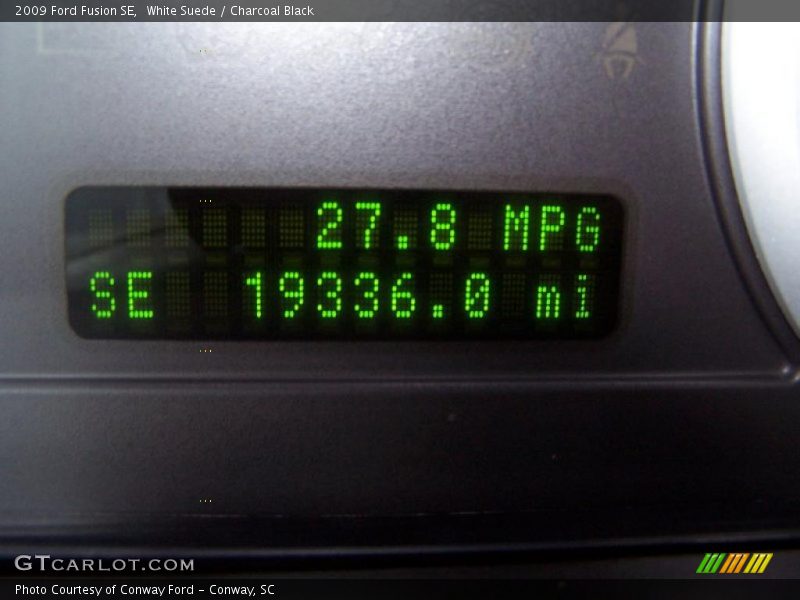 2009 Ford Fusion SE,  White Suede / Charcoal Black
27.8 MPG
SE 19336.0 mi
GTCARLOT.COM
Photo Courtesy of Conway Ford - Conway, SC